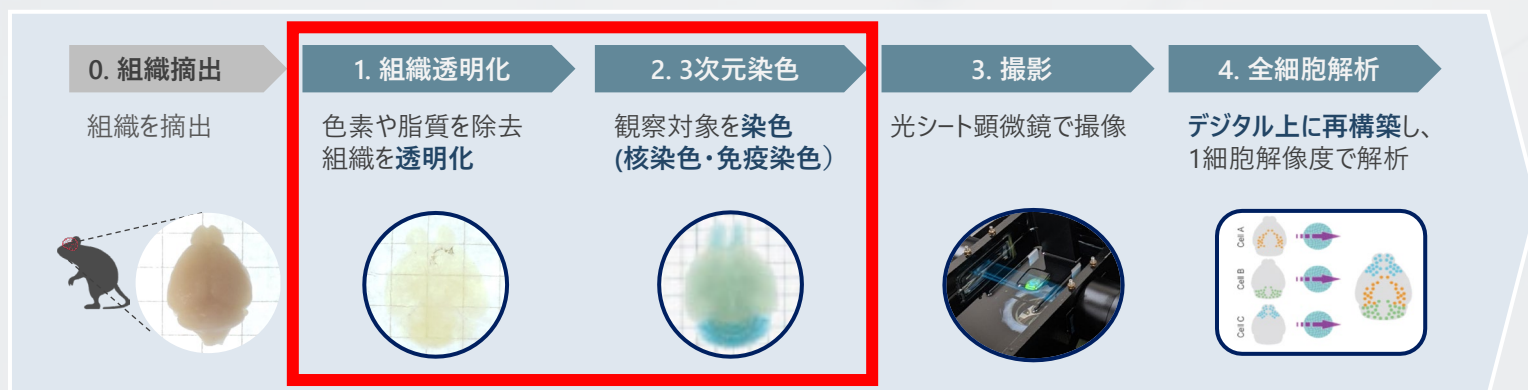 0. 組織摘出
組織を摘出
1. 組織透明化
色素や脂質を除去
組織を透明化
2. 3次元染色
観察対象を染色
(核染色・免疫染色）
3. 撮影
光シート顕微鏡で撮像
4. 全細胞解析
デジタル上に再構築し、
1細胞解像度で解析
Cell A
Cell B
Cell C